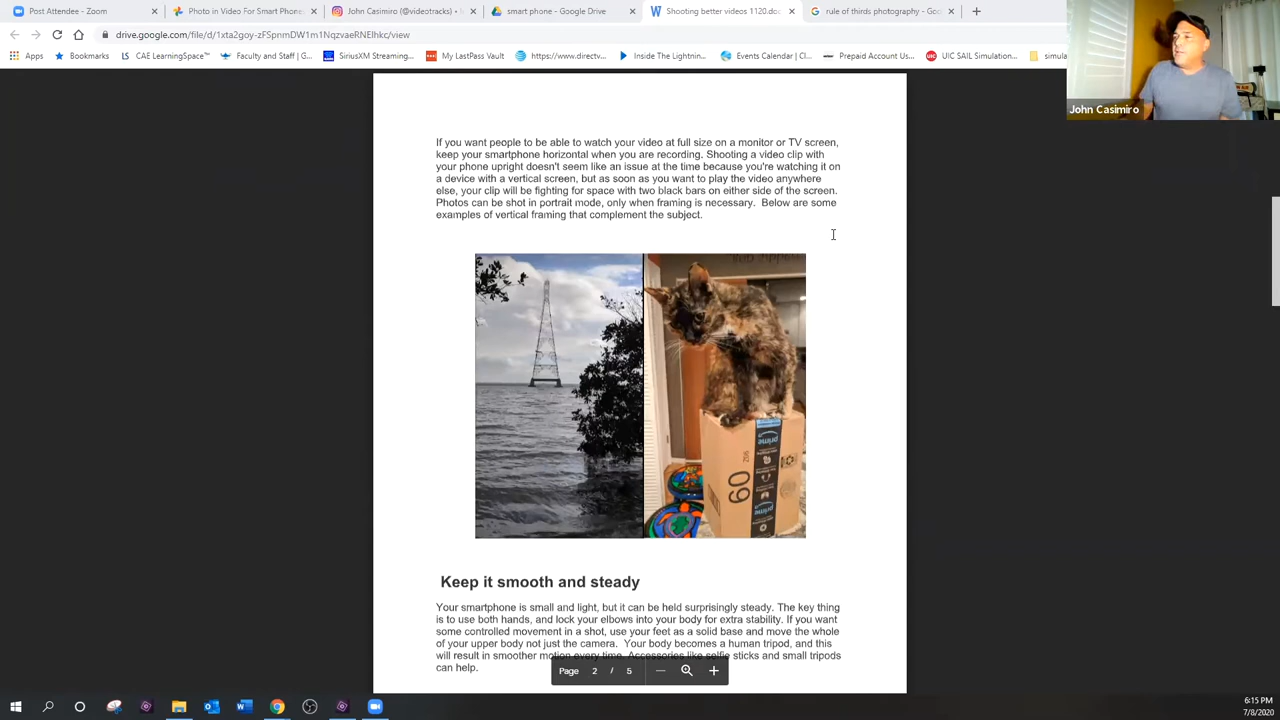 Post Attendee - Zoom
Photo in Video For Smart Phone
John Casimiro (@videotracks) •
smart phone - Google Drive
Shooting better videos 1120.doc
rule of thirds photography - Go
drive.google.com/file/d/1xta2goy-zFSpnmDW1m1NqzvaeRNElhkc/view
Apps
Bookmarks
CAE LearningSpace
Faculty and Staff | G...
SiriusXM Streaming...
My LastPass Vault
https://www.directv...
Inside The Lightnin...
Events Calendar | Cl...
Prepaid Account Us...
UIC SAIL Simulation...
simula
John Casimiro
If you want people to be able to watch your video at full size on a monitor or TV screen,
keep your smartphone horizontal when you are recording. Shooting a video clip with
your phone upright doesn't seem like an issue at the time because you're watching it on
a device with a vertical screen, but as soon as you want to play the video anywhere
else, your clip will be fighting for space with two black bars on either side of the screen.
Photos can be shot in portrait mode, only when framing is necessary. Below are some
examples of vertical framing that complement the subject.
60
prime
prime
Keep it smooth and steady
Your smartphone is small and light, but it can be held surprisingly steady. The key thing
is to use both hands, and lock your elbows into your body for extra stability. If you want
some controlled movement in a shot, use your feet as a solid base and move the whole
of your upper body not just the camera. Your body becomes a human tripod, and this
will result in smoother motion every time. Accessories like selfie sticks and small tripods
can help.
Page 2 / 5
6:15 PM
7/8/2020